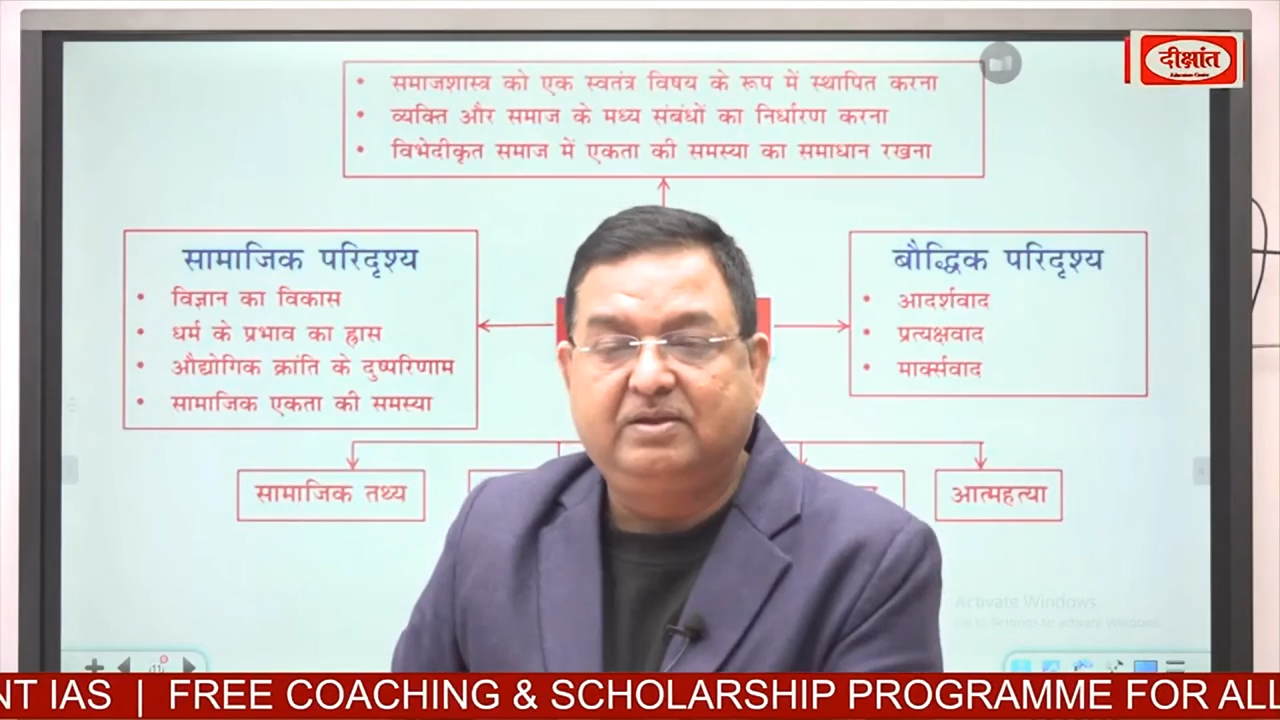 दीक्षांत
Education Centre
• समाजशास्त्र को एक स्वतंत्र विषय के रूप में स्थापित करना
• व्यक्ति और समाज के मध्य संबंधों का निर्धारण करना
• विभेदीकृत समाज में एकता की समस्या का समाधान रखना
सामाजिक परिदृश्य
• विज्ञान का विकास
• धर्म के प्रभाव का ह्रास
• औद्योगिक क्रांति के दुष्परिणाम
• सामाजिक एकता की समस्या
बौद्धिक परिदृश्य
• आदर्शवाद
• प्रत्यक्षवाद
• मार्क्सवाद
सामाजिक तथ्य
आत्महत्या
Activate Windows
Go to Settings to activate Windows.
NT IAS | FREE COACHING & SCHOLARSHIP PROGRAMME FOR ALL